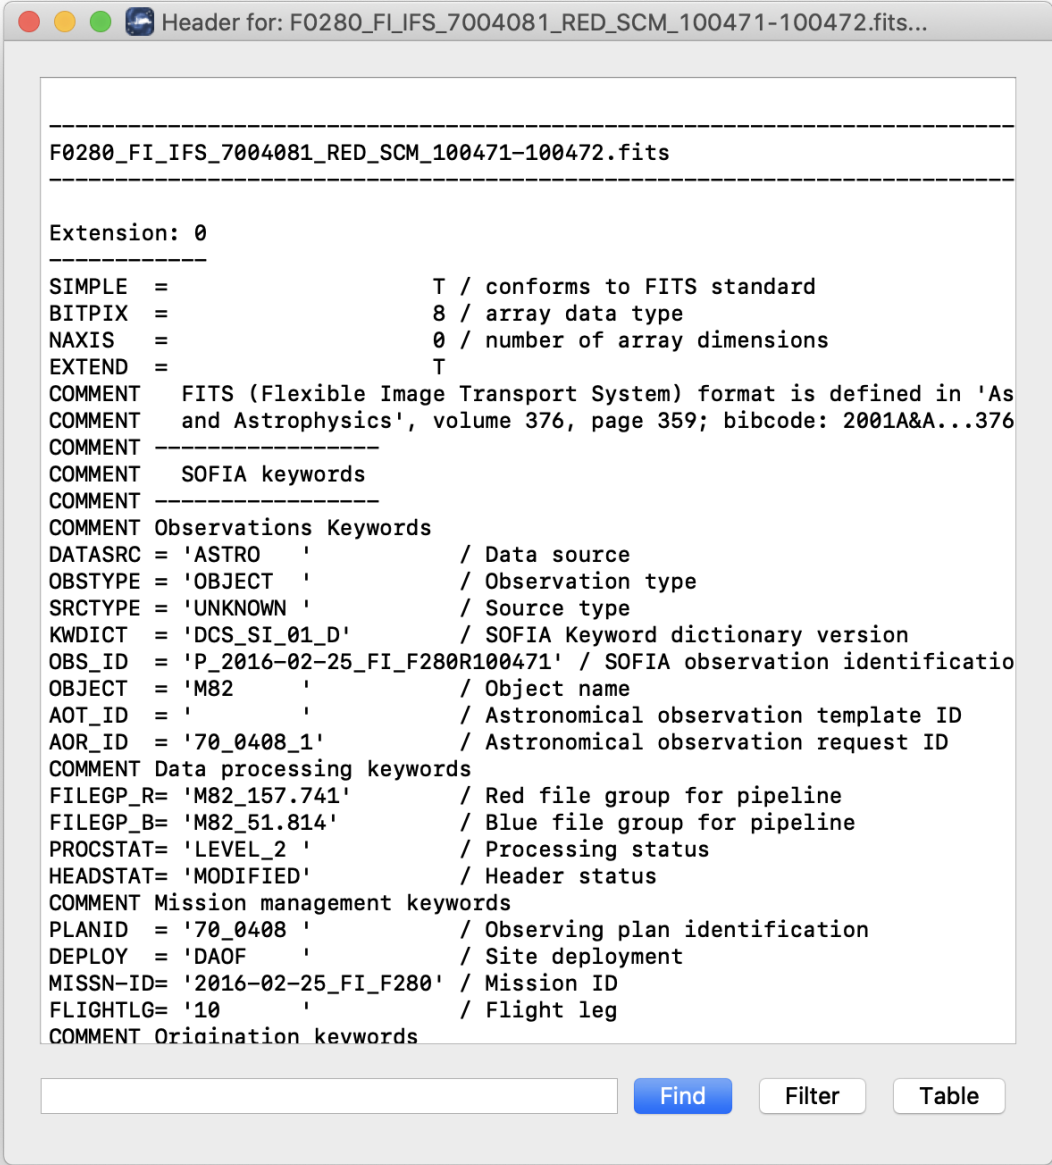 Header for: F0280_FI_IFS_7004081_RED_SCM_100471-100472.fits...
--------------------------------------------------------------------------
F0280_FI_IFS_7004081_RED_SCM_100471-100472.fits
--------------------------------------------------------------------------
Extension: 0
------------
SIMPLE  =                    T / conforms to FITS standard
BITPIX  =                    8 / array data type
NAXIS   =                    0 / number of array dimensions
EXTEND  =                    T
COMMENT   FITS (Flexible Image Transport System) format is defined in 'As
COMMENT   and Astrophysics', volume 376, page 359; bibcode: 2001A&A...376
COMMENT -----------------
COMMENT   SOFIA keywords
COMMENT -----------------
COMMENT Observations Keywords
DATASRC = 'ASTRO   '           / Data source
OBSTYPE = 'OBJECT  '           / Observation type
SRCTYPE = 'UNKNOWN '           / Source type
KWDICT  = 'DCS_SI_01_D'        / SOFIA Keyword dictionary version
OBS_ID  = 'P_2016-02-25_FI_F280R100471' / SOFIA observation identificatio
OBJECT  = 'M82     '           / Object name
AOT_ID  = '        '           / Astronomical observation template ID
AOR_ID  = '70_0408_1'          / Astronomical observation request ID
COMMENT Data processing keywords
FILEGP_R= 'M82_157.741'        / Red file group for pipeline
FILEGP_B= 'M82_51.814'         / Blue file group for pipeline
PROCSTAT= 'LEVEL_2 '           / Processing status
HEADSTAT= 'MODIFIED'           / Header status
COMMENT Mission management keywords
PLANID  = '70_0408 '           / Observing plan identification
DEPLOY  = 'DAOF    '           / Site deployment
MISSN-ID= '2016-02-25_FI_F280' / Mission ID
FLIGHTLG= '10      '           / Flight leg
COMMENT Origination keywords
Find
Filter
Table